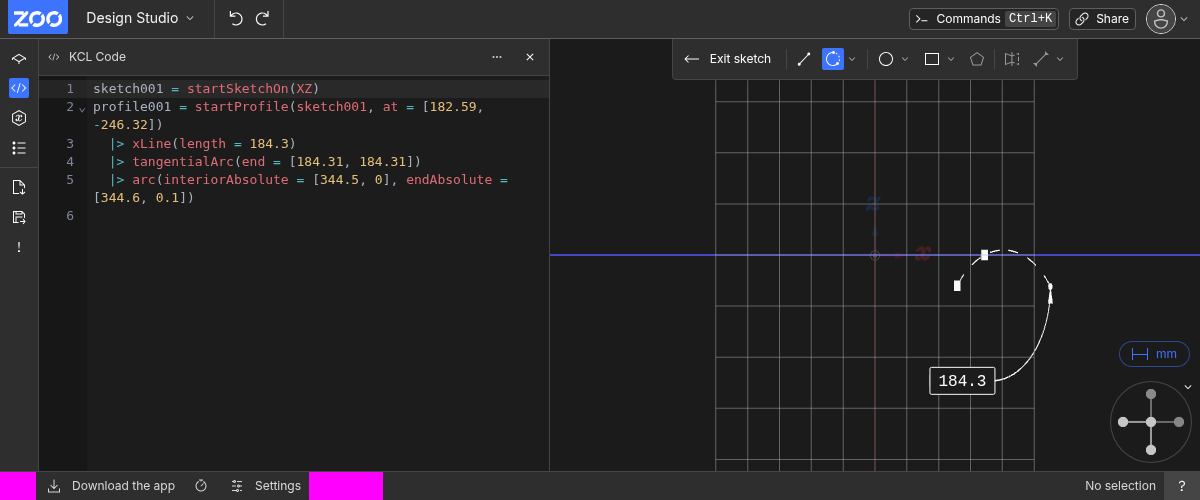 ZOO
Design Studio
Commands Ctrl+K
Share
KCL Code
Exit sketch
1 sketch001 = startSketchOn(XZ)
2 profile001 = startProfile(sketch001, at = [182.59,
-246.32])
3 |> xLine(length = 184.3)
4 |> tangentialArc(end = [184.31, 184.31])
5 |> arc(interiorAbsolute = [344.5, 0], endAbsolute =
[344.6, 0.1])
6
z
x
184.3
mm
Download the app
Settings
No selection
?